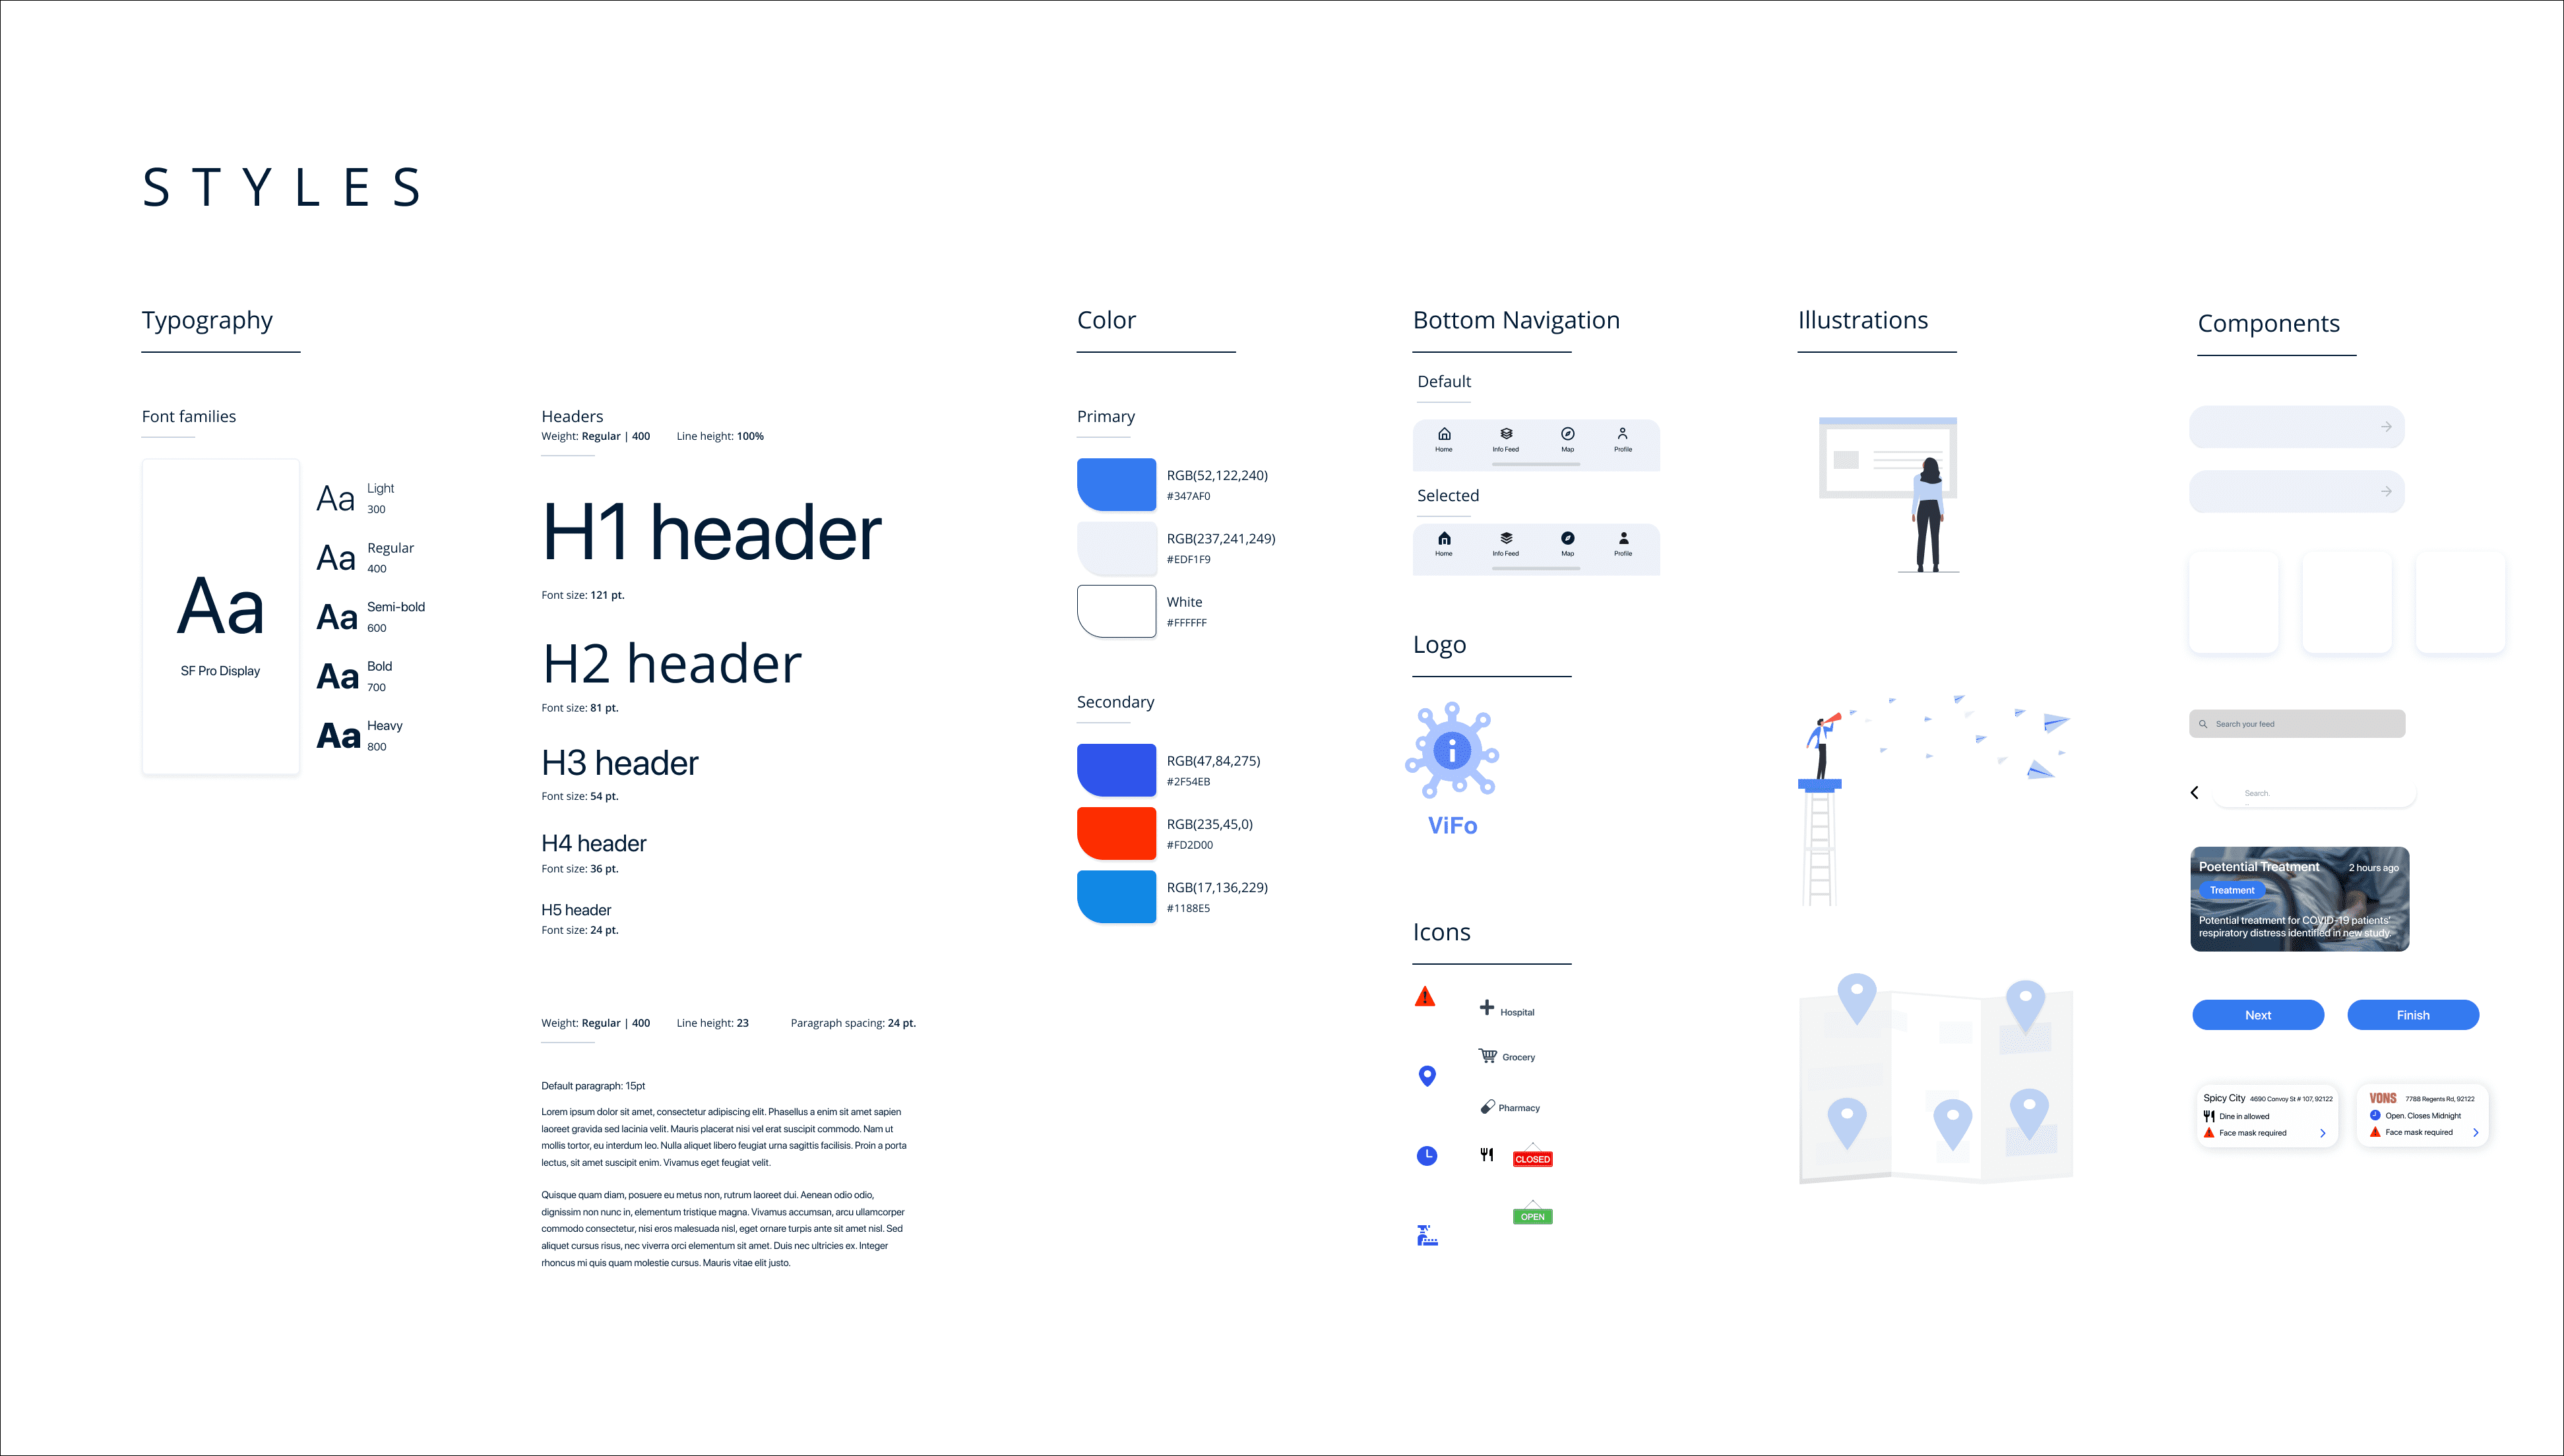 STYLES
Typography
Font families
Aa
SF Pro Display
Aa
Light
300
Aa
Regular
400
Aa
Semi-bold
600
Aa
Bold
700
Aa
Heavy
800
Headers
Weight: Regular | 400 Line height: 100%
H1 header
Font size: 121 pt.
H2 header
Font size: 81 pt.
H3 header
Font size: 54 pt.
H4 header
Font size: 36 pt.
H5 header
Font size: 24 pt.
Weight: Regular | 400 Line height: 23 Paragraph spacing: 24 pt.
Default paragraph: 15pt
Lorem ipsum dolor sit amet, consectetur adipiscing elit. Phasellus a enim sit amet sapien
laoreet gravida sed lacinia velit. Mauris placerat nisi vel erat suscipit commodo. Nam ut
mollis tortor, eu interdum leo. Nulla aliquet libero feugiat urna sagittis facilisis. Proin a porta
lectus, sit amet suscipit enim. Vivamus eget feugiat velit.
Quisque quam diam, posuere eu metus non, rutrum laoreet dui. Aenean odio odio,
dignissim non nunc in, elementum tristique magna. Vivamus accumsan, arcu ullamcorper
commodo consectetur, nisi eros malesuada nisl, eget ornare turpis ante sit amet nisl. Sed
aliquet cursus risus, nec viverra orci elementum sit amet. Duis nec ultricies ex. Integer
rhoncus mi quis quam molestie cursus. Mauris vitae elit justo.
Color
Primary
RGB(52,122,240)
#347AF0
RGB(237,241,249)
#EDF1F9
White
#FFFFFF
Secondary
RGB(47,84,275)
#2F54EB
RGB(235,45,0)
#FD2D00
RGB(17,136,229)
#1188E5
Bottom Navigation
Default
Home Info Feed Map Profile
Selected
Home Info Feed Map Profile
Logo
i
ViFo
Icons
Hospital
Grocery
Pharmacy
CLOSED
OPEN
Illustrations
Components
Search your feed
Search.
Poetential Treatment 2 hours ago
Treatment
Potential treatment for COVID-19 patients'
respiratory distress identified in new study.
Next
Finish
Spicy City 4690 Convoy St # 107, 92122
Dine in allowed
Face mask required
VONS 7788 Regents Rd, 92122
Open. Closes Midnight
Face mask required